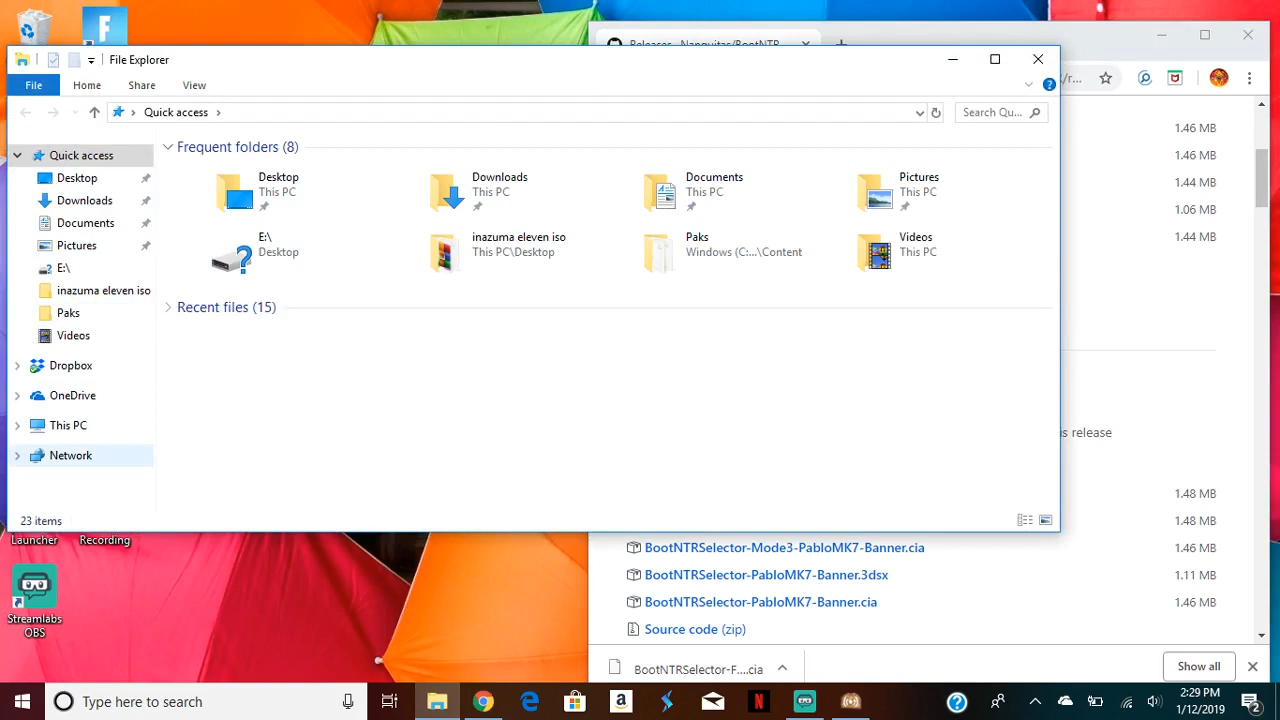 File Explorer
Releases · Nanquitas/BootNTR
File Home Share View
Quick access
Search Qu...
/r...
Quick access
Desktop
Downloads
Documents
Pictures
E:\
inazuma eleven iso
Paks
Videos
Dropbox
OneDrive
This PC
Network
Frequent folders (8)
Desktop
This PC
Downloads
This PC
Documents
This PC
Pictures
This PC
E:\
Desktop
inazuma eleven iso
This PC\Desktop
Paks
Windows (C:...\Content
Videos
This PC
Recent files (15)
23 items
1.46 MB
1.46 MB
1.44 MB
1.06 MB
1.44 MB
is release
1.48 MB
1.48 MB
BootNTRSelector-Mode3-PabloMK7-Banner.cia 1.46 MB
BootNTRSelector-PabloMK7-Banner.3dsx 1.11 MB
BootNTRSelector-PabloMK7-Banner.cia 1.46 MB
Source code (zip)
BootNTRSelector-F....cia
Show all
Launcher
Recording
Streamlabs
OBS
Type here to search
2:29 PM
1/12/2019
2